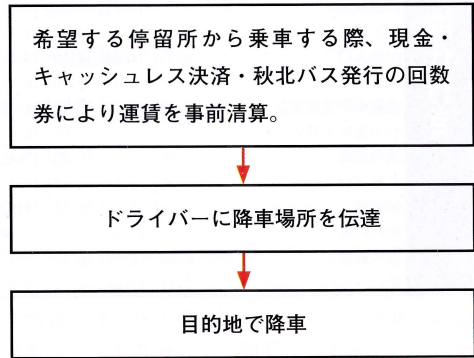 希望する停留所から乗車する際、現金・
キャッシュレス決済・秋北バス発行の回数
券により運賃を事前清算。
ドライバーに降車場所を伝達
目的地で降車